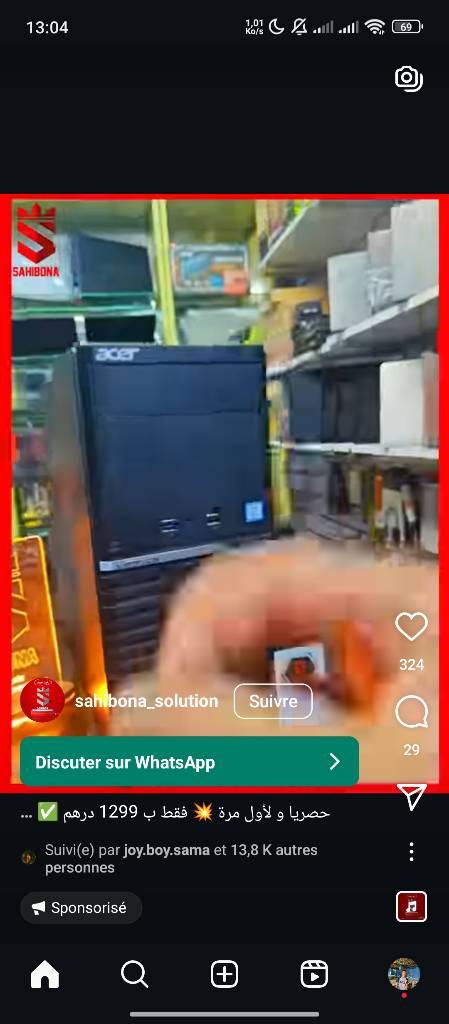 13:04
1,01 Ko/s
69
SAHIBONA
acer
sahibona_solution
Suivre
324
29
Discuter sur WhatsApp
حصريا و لأول مرة 💥 فقط ب 1299 درهم ✅ ...
Suivi(e) par joy.boy.sama et 13,8 K autres
personnes
Sponsorisé